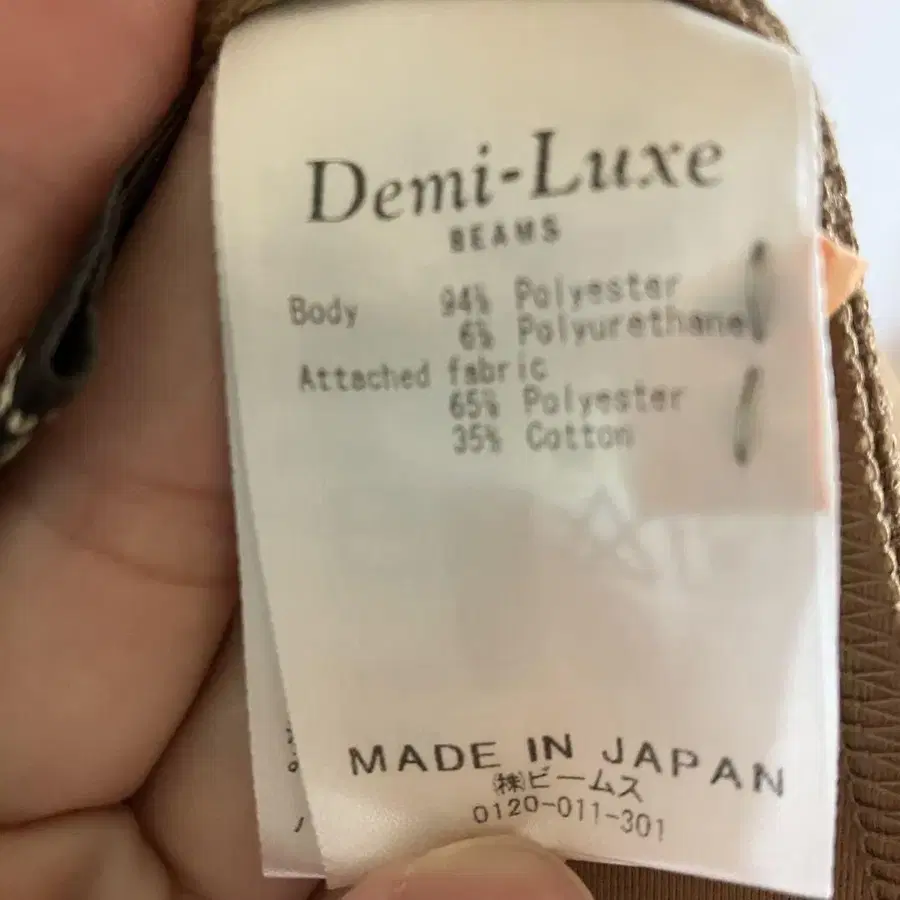 Demi-Luxe
BEAMS
Body 94% Polyester
6% Polyurethane
Attached fabric
65% Polyester
35% Cotton
MADE IN JAPAN
㈱ビームス
0120-011-301